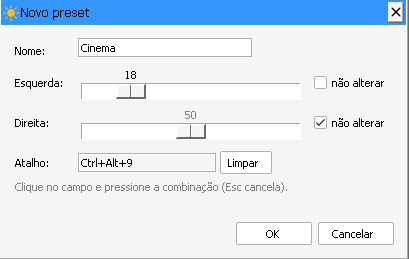 Novo preset
Nome: Cinema
18
Esquerda: não alterar
50
Direita: não alterar
Atalho: Ctrl+Alt+9 Limpar
Clique no campo e pressione a combinação (Esc cancela).
OK Cancelar